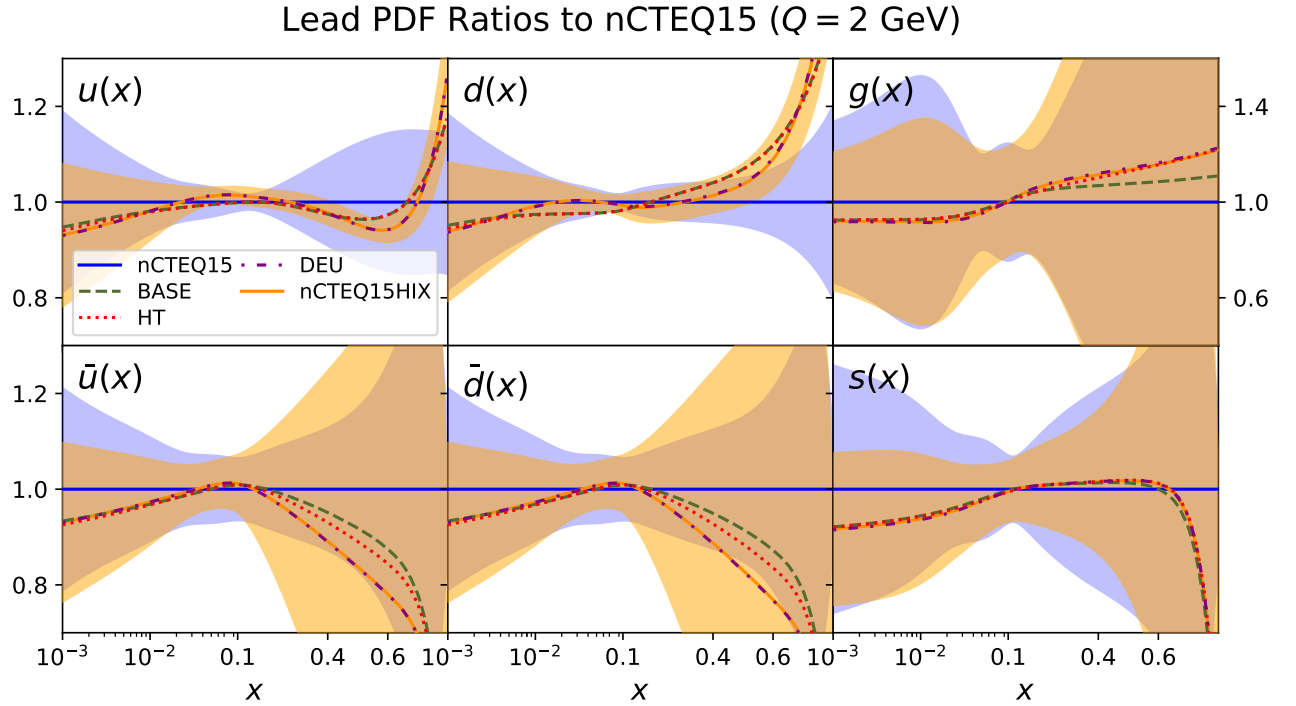 Lead PDF Ratios to nCTEQ15 (Q = 2 GeV)
u(x) d(x) g(x)
1.2 1.4
1.0 1.0
0.8 0.6
nCTEQ15 DEU
BASE nCTEQ15HIX
HT
ū(x) d̄(x) s(x)
1.2
1.0
0.8
10⁻³ 10⁻² 0.1 0.4 0.6 10⁻³ 10⁻² 0.1 0.4 0.6 10⁻³ 10⁻² 0.1 0.4 0.6
x x x